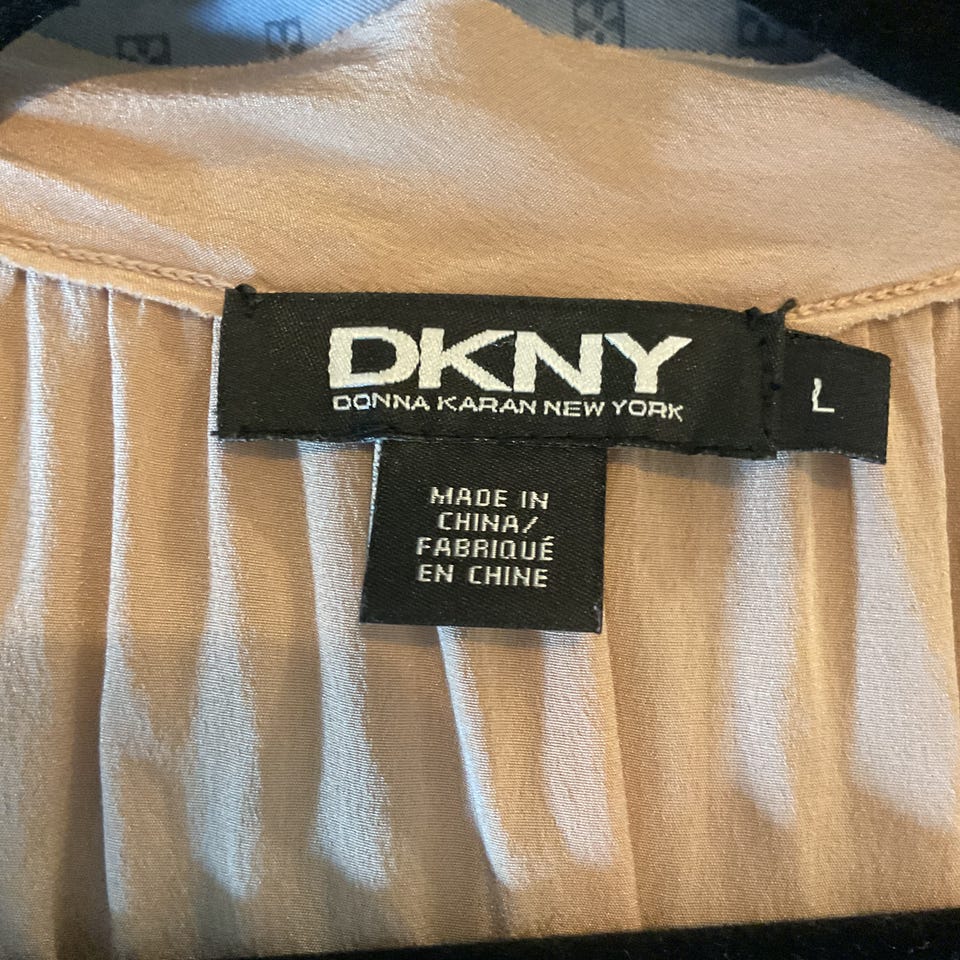 DKNY
DONNA KARAN NEW YORK
L
MADE IN
CHINA/
FABRIQUÉ
EN CHINE